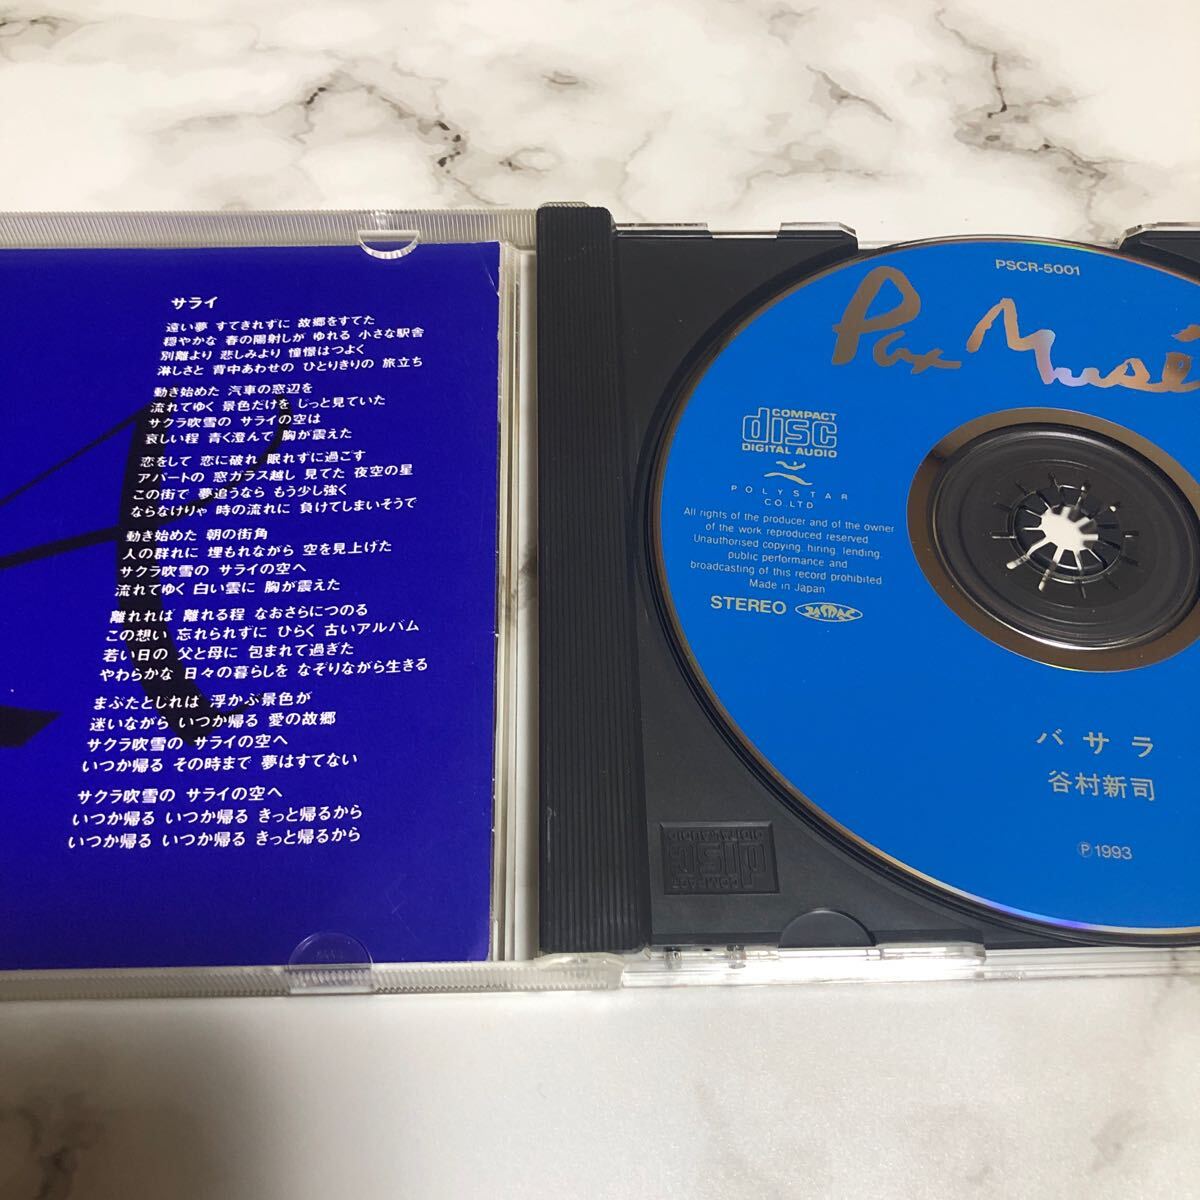 サライ
遠い夢 すてきれずに 故郷をすてた
穏やかな 春の陽射しが ゆれる 小さな駅舎
別離より 悲しみより 憧憬はつよく
淋しさと 背中あわせの ひとりきりの 旅立ち
動き始めた 汽車の窓辺を
流れてゆく 景色だけを じっと見ていた
サクラ吹雪の サライの空は
哀しい程 青く澄んで 胸が震えた
恋をして 恋に破れ 眠れずに過ごす
アパートの 窓ガラス越し 見てた 夜空の星
この街で 夢追うなら もう少し強く
ならなけりゃ 時の流れに 負けてしまいそうで
動き始めた 朝の街角
人の群れに 埋もれながら 空を見上げた
サクラ吹雪の サライの空へ
流れてゆく 白い雲に 胸が震えた
離れれば 離れる程 なおさらにつのる
この想い 忘れられずに ひらく 古いアルバム
若い日の 父と母に 包まれて過ぎた
やわらかな 日々の暮らしを なぞりながら生きる
まぶたとじれば 浮かぶ景色が
迷いながら いつか帰る 愛の故郷
サクラ吹雪の サライの空へ
いつか帰る その時まで 夢はすてない
サクラ吹雪の サライの空へ
いつか帰る いつか帰る きっと帰るから
いつか帰る いつか帰る きっと帰るから
PSCR-5001
Pax Musé
COMPACT
disc
DIGITAL AUDIO
POLYSTAR
CO.LTD
All rights of the producer and of the owner
of the work reproduced reserved.
Unauthorised copying, hiring, lending,
public performance and
broadcasting of this record prohibited
Made in Japan
STEREO
バサラ
谷村新司
Ⓟ1993
COMPACT
disc
DIGITAL AUDIO